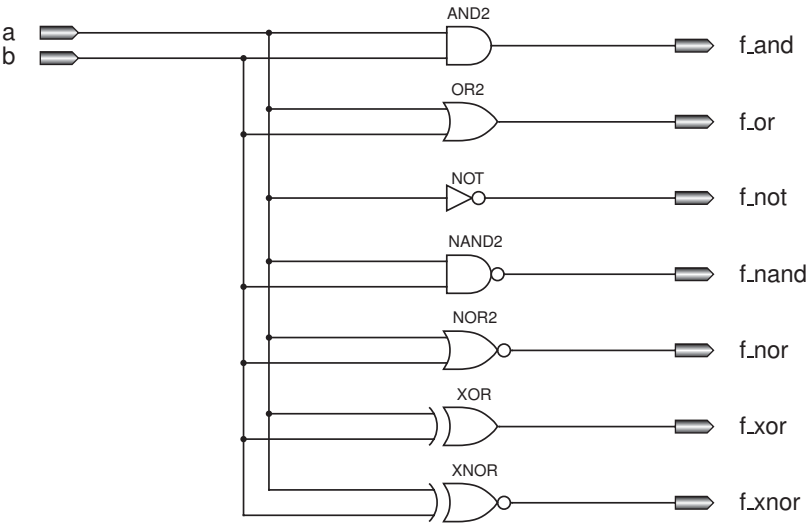 AND2
a
b
f_and
OR2
f_or
NOT
f_not
NAND2
f_nand
NOR2
f_nor
XOR
f_xor
XNOR
f_xnor